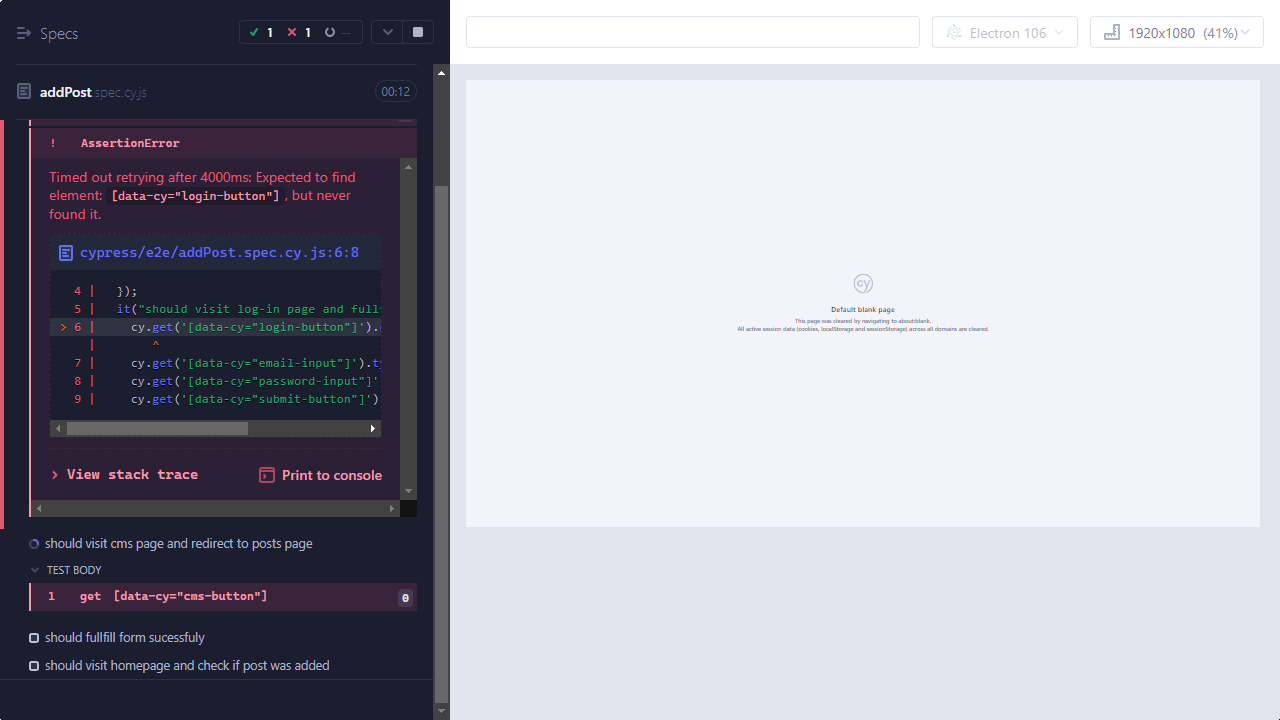 Specs
1
1
--
Electron 106
1920x1080 (41%)
addPost.spec.cy.js
00:12
! AssertionError
Timed out retrying after 4000ms: Expected to find
element: [data-cy="login-button"], but never
found it.
cypress/e2e/addPost.spec.cy.js:6:8
4 | });
5 | it("should visit log-in page and full
> 6 | cy.get('[data-cy="login-button"]').
| ^
7 | cy.get('[data-cy="email-input"]').ty
8 | cy.get('[data-cy="password-input"]'
9 | cy.get('[data-cy="submit-button"]')
> View stack trace
Print to console
should visit cms page and redirect to posts page
TEST BODY
1 get [data-cy="cms-button"] 0
should fullfill form sucessfuly
should visit homepage and check if post was added
cy
Default blank page
This page was cleared by navigating to about:blank.
All active session data (cookies, localStorage and sessionStorage) across all domains are cleared.